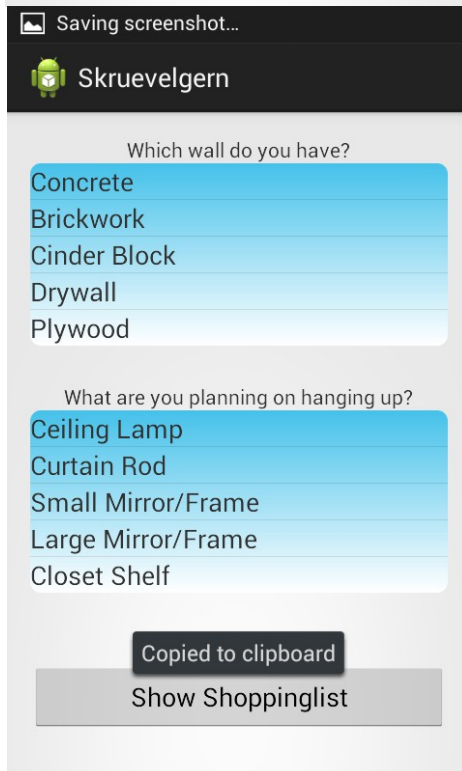 Saving screenshot...
Skruevelgern
Which wall do you have?
Concrete
Brickwork
Cinder Block
Drywall
Plywood
What are you planning on hanging up?
Ceiling Lamp
Curtain Rod
Small Mirror/Frame
Large Mirror/Frame
Closet Shelf
Copied to clipboard
Show Shoppinglist